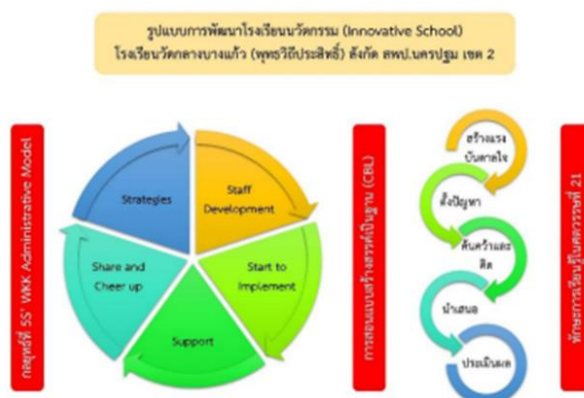 รูปแบบการพัฒนาโรงเรียนนวัตกรรม (Innovative School)
โรงเรียนวัดกลางบางแก้ว (พุทธวิถีประสิทธิ์) สังกัด สพป.นครปฐม เขต 2
กลยุทธ์ที่ 5S+ WKK Administrative Model
Strategies
Staff
Development
Start to
Implement
Support
Share and
Cheer up
การสอนแบบสร้างสรรค์เป็นฐาน (CBL)
สร้างแรง
บันดาลใจ
ตั้งปัญหา
ค้นคว้าและ
คิด
นำเสนอ
ประเมินผล
ทักษะการเรียนรู้ในศตวรรษที่ 21